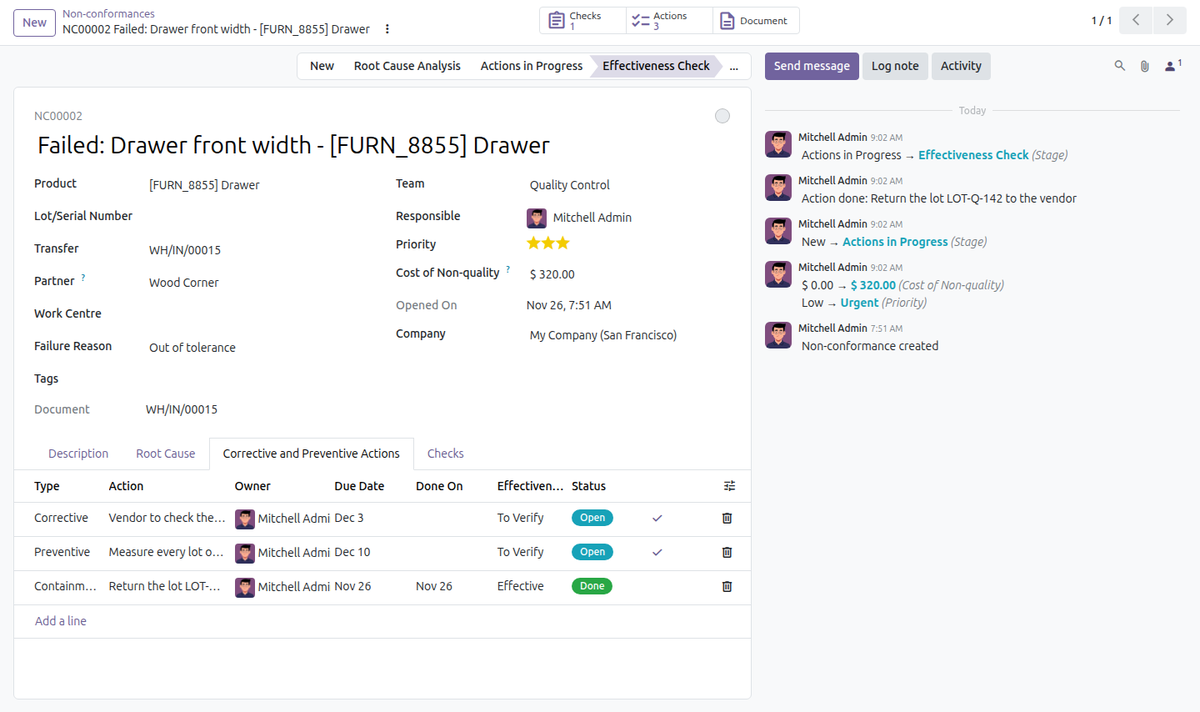 New
Non-conformances
NC00002 Failed: Drawer front width - [FURN_8855] Drawer
Checks
1
Actions
3
Document
1 / 1
New Root Cause Analysis Actions in Progress Effectiveness Check ...
Send message Log note Activity
1
NC00002
Failed: Drawer front width - [FURN_8855] Drawer
Product [FURN_8855] Drawer
Lot/Serial Number
Transfer WH/IN/00015
Partner ? Wood Corner
Work Centre
Failure Reason Out of tolerance
Tags
Document WH/IN/00015
Team Quality Control
Responsible Mitchell Admin
Priority
Cost of Non-quality ? $ 320.00
Opened On Nov 26, 7:51 AM
Company My Company (San Francisco)
Description Root Cause Corrective and Preventive Actions Checks
Type Action Owner Due Date Done On Effectiven... Status
Corrective Vendor to check the... Mitchell Admi Dec 3 To Verify Open
Preventive Measure every lot o... Mitchell Admi Dec 10 To Verify Open
Containm... Return the lot LOT-... Mitchell Admi Nov 26 Nov 26 Effective Done
Add a line
Today
Mitchell Admin 9:02 AM
Actions in Progress → Effectiveness Check (Stage)
Mitchell Admin 9:02 AM
Action done: Return the lot LOT-Q-142 to the vendor
Mitchell Admin 9:02 AM
New → Actions in Progress (Stage)
Mitchell Admin 9:02 AM
$ 0.00 → $ 320.00 (Cost of Non-quality)
Low → Urgent (Priority)
Mitchell Admin 7:51 AM
Non-conformance created